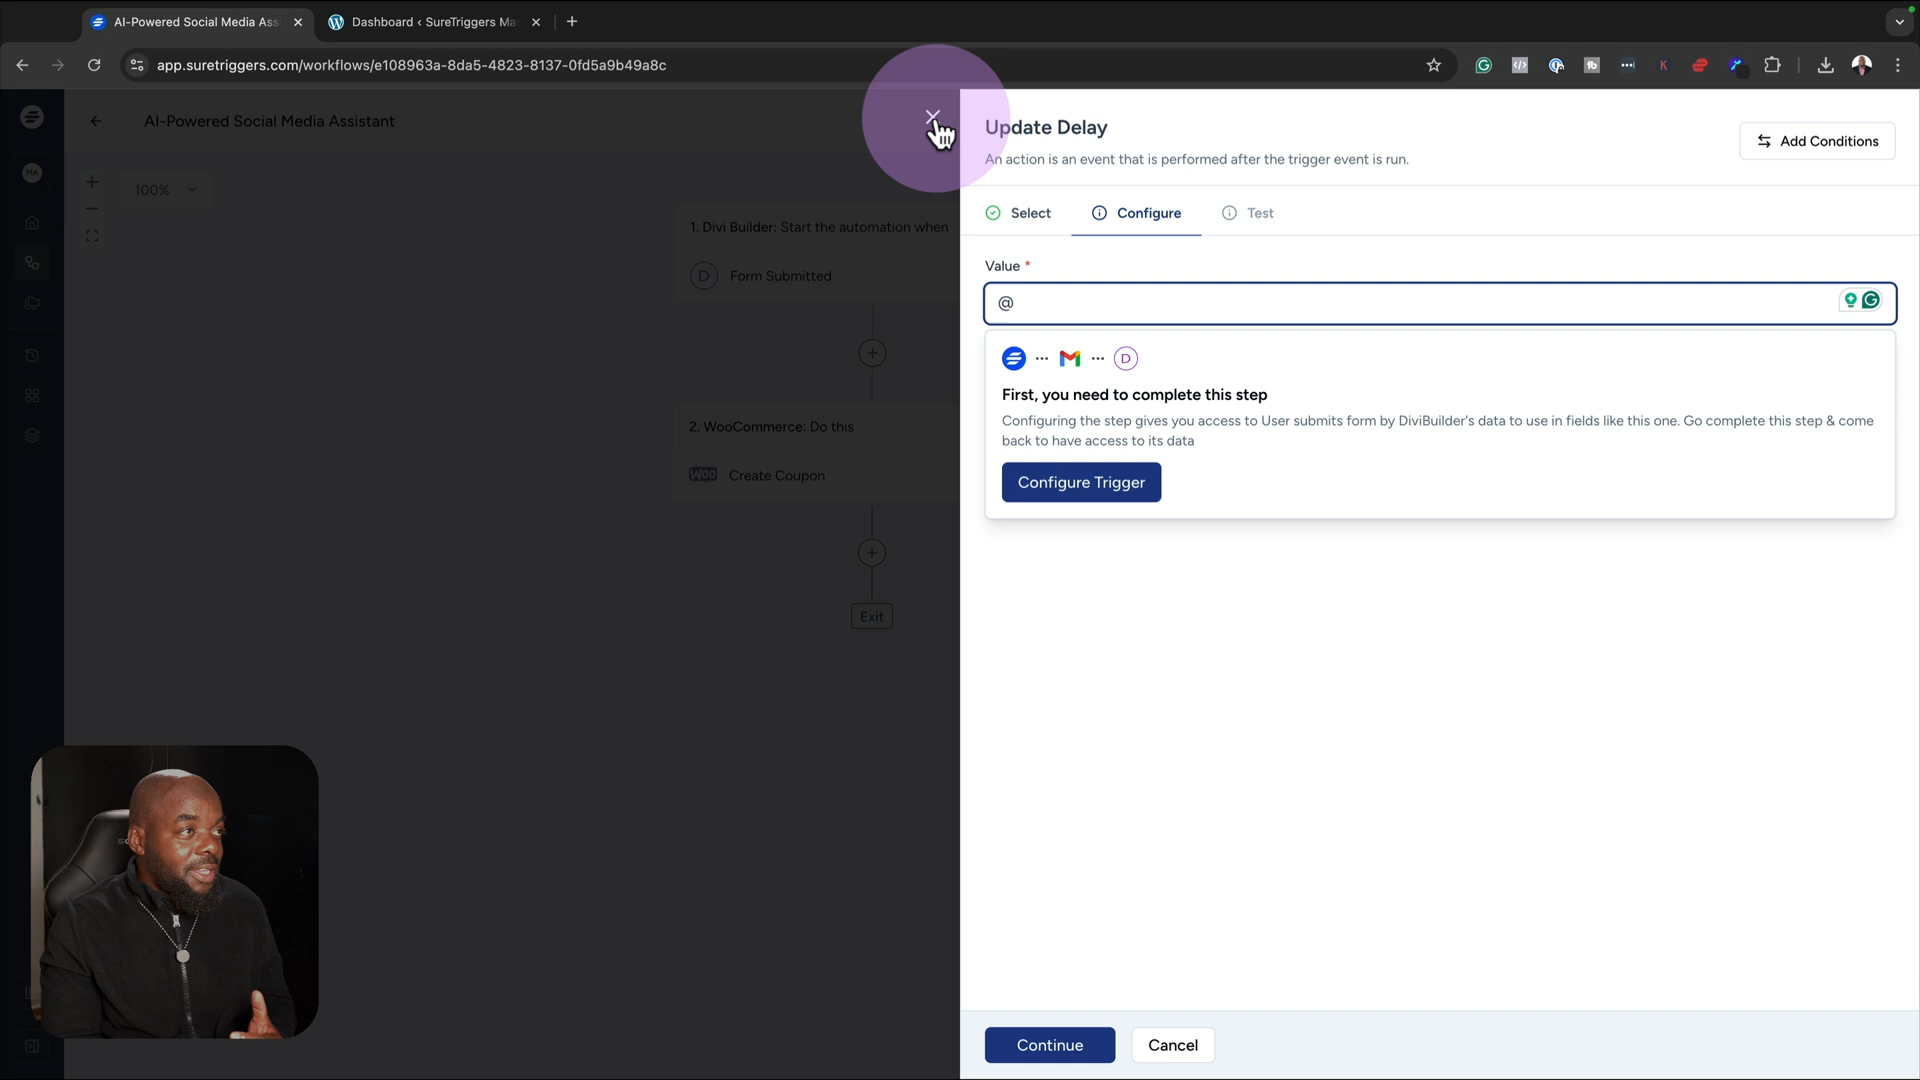 AI-Powered Social Media Ass
Dashboard ‹ SureTriggers Ma
app.suretriggers.com/workflows/e108963a-8da5-4823-8137-0fd5a9b49a8c
AI-Powered Social Media Assistant
MA
100%
1. Divi Builder: Start the automation when
D
Form Submitted
2. WooCommerce: Do this
Woo
Create Coupon
Exit
Update Delay
An action is an event that is performed after the trigger event is run.
Add Conditions
Select
Configure
Test
Value *
@
D
First, you need to complete this step
Configuring the step gives you access to User submits form by DiviBuilder's data to use in fields like this one. Go complete this step & come
back to have access to its data
Configure Trigger
Continue
Cancel